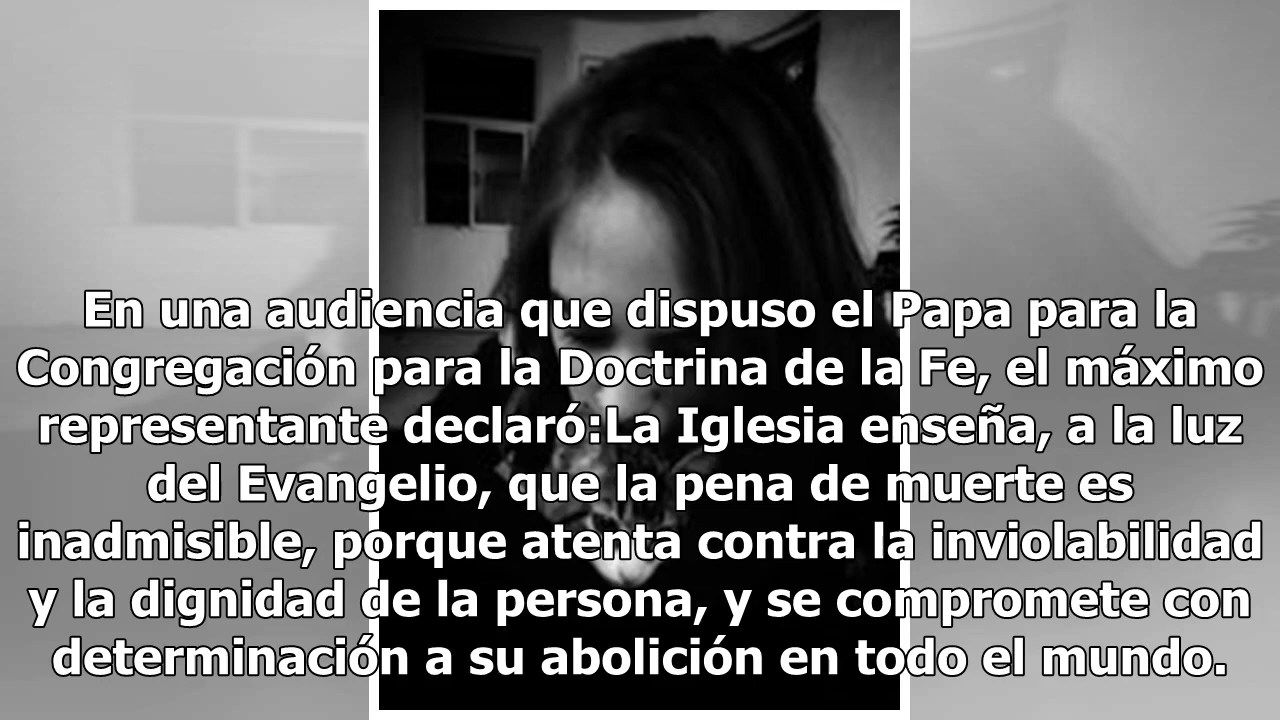 En una audiencia que dispuso el Papa para la
Congregación para la Doctrina de la Fe, el máximo
representante declaró:La Iglesia enseña, a la luz
del Evangelio, que la pena de muerte es
inadmisible, porque atenta contra la inviolabilidad
y la dignidad de la persona, y se compromete con
determinación a su abolición en todo el mundo.